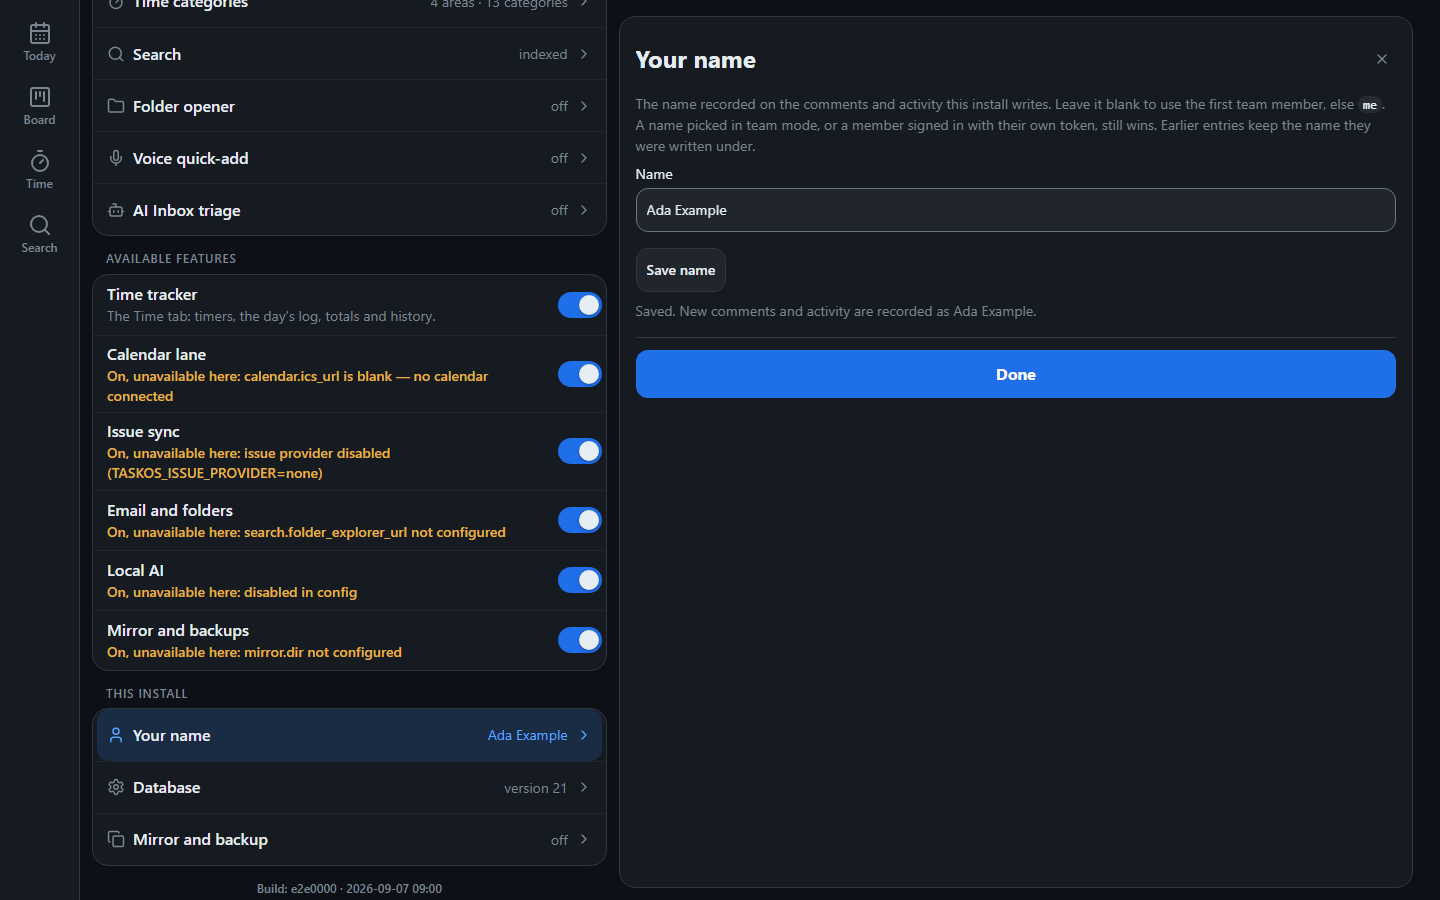 Today
Board
Time
Search
Time categories
4 areas · 13 categories
Search
indexed
Folder opener
off
Voice quick-add
off
AI Inbox triage
off
AVAILABLE FEATURES
Time tracker
The Time tab: timers, the day's log, totals and history.
Calendar lane
On, unavailable here: calendar.ics_url is blank — no calendar
connected
Issue sync
On, unavailable here: issue provider disabled
(TASKOS_ISSUE_PROVIDER=none)
Email and folders
On, unavailable here: search.folder_explorer_url not configured
Local AI
On, unavailable here: disabled in config
Mirror and backups
On, unavailable here: mirror.dir not configured
THIS INSTALL
Your name
Ada Example
Database
version 21
Mirror and backup
off
Build: e2e0000 · 2026-09-07 09:00
Your name
The name recorded on the comments and activity this install writes. Leave it blank to use the first team member, else me .
A name picked in team mode, or a member signed in with their own token, still wins. Earlier entries keep the name they
were written under.
Name
Ada Example
Save name
Saved. New comments and activity are recorded as Ada Example.
Done